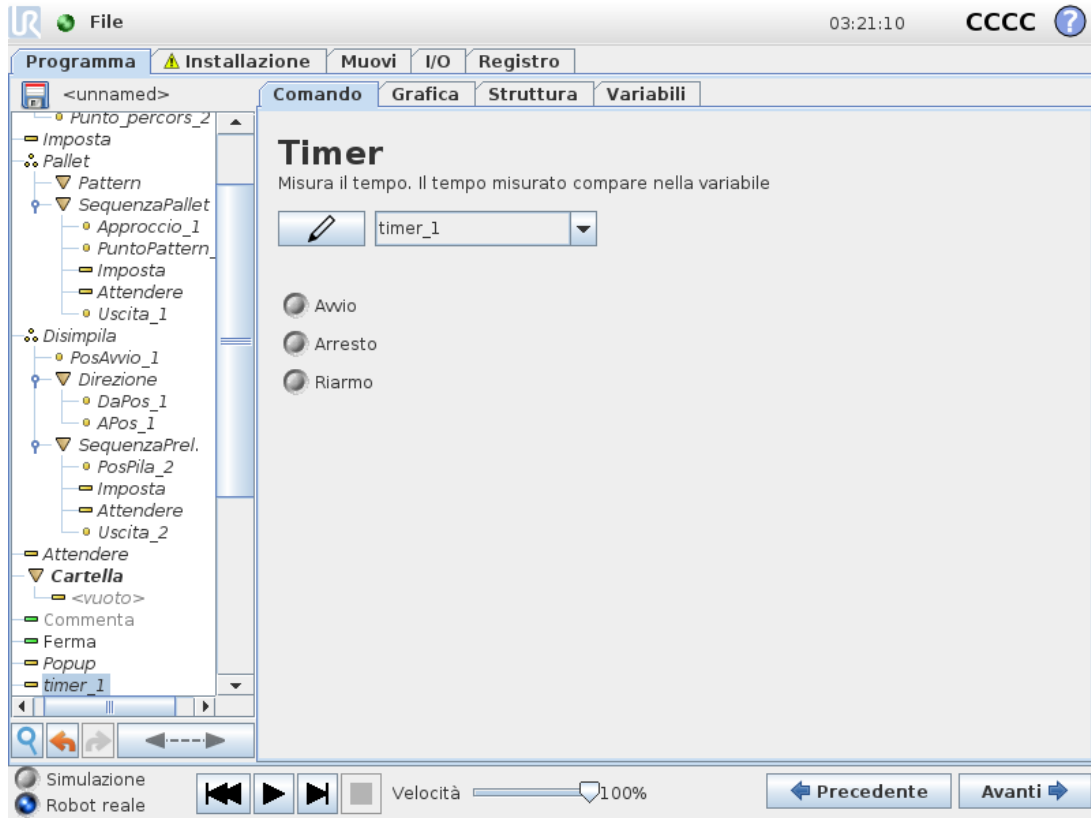 UR File 03:21:10 CCCC ?
Programma Installazione Muovi I/O Registro
<unnamed> Comando Grafica Struttura Variabili
Punto_percors_2
Imposta
Pallet
Pattern
SequenzaPallet
Approccio_1
PuntoPattern_
Imposta
Attendere
Uscita_1
Disimpila
PosAvvio_1
Direzione
DaPos_1
APos_1
SequenzaPrel.
PosPila_2
Imposta
Attendere
Uscita_2
Attendere
Cartella
<vuoto>
Commenta
Ferma
Popup
timer_1
Timer
Misura il tempo. Il tempo misurato compare nella variabile
timer_1
Avvio
Arresto
Riarmo
Simulazione
Robot reale
Velocità 100% Precedente Avanti